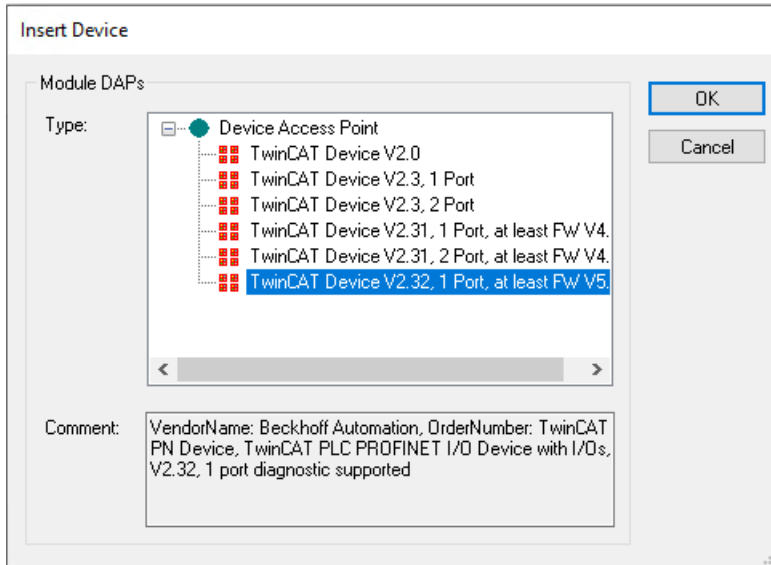 Insert Device
Module DAPs
Type:
Device Access Point
TwinCAT Device V2.0
TwinCAT Device V2.3, 1 Port
TwinCAT Device V2.3, 2 Port
TwinCAT Device V2.31, 1 Port, at least FW V4.
TwinCAT Device V2.31, 2 Port, at least FW V4.
TwinCAT Device V2.32, 1 Port, at least FW V5.
OK
Cancel
Comment:
VendorName: Beckhoff Automation, OrderNumber: TwinCAT
PN Device, TwinCAT PLC PROFINET I/O Device with I/Os,
V2.32, 1 port diagnostic supported